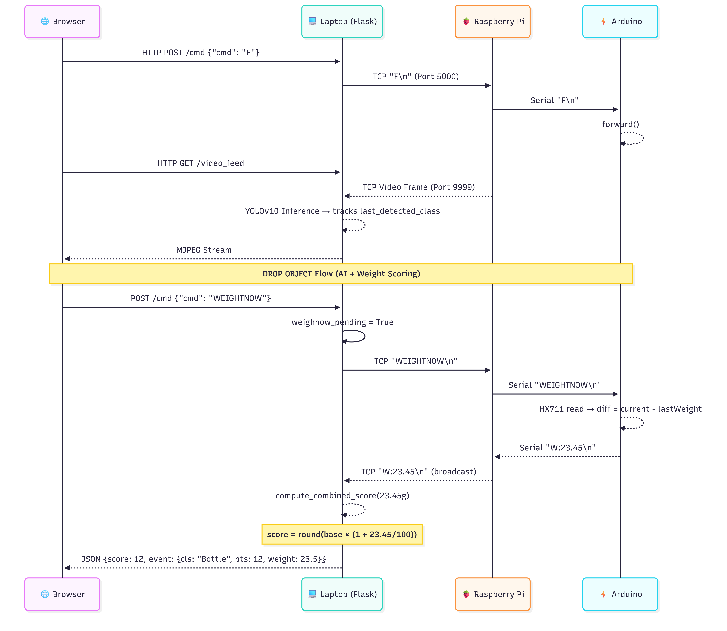 Browser
Laptop (Flask)
Raspberry Pi
Arduino
HTTP POST /cmd {"cmd": "F"}
TCP "F\n" (Port 5000)
Serial "F\n"
forward()
HTTP GET /video_feed
TCP Video Frame (Port 9999)
YOLOv10 Inference → tracks last_detected_class
MJPEG Stream
DROP OBJECT Flow (AI + Weight Scoring)
POST /cmd {"cmd": "WEIGHTNOW"}
weighnow_pending = True
TCP "WEIGHTNOW\n"
Serial "WEIGHTNOW\n"
HX711 read → diff = current - lastWeight
Serial "W:23.45\n"
TCP "W:23.45\n" (broadcast)
compute_combined_score(23.45g)
score = round(base × (1 + 23.45/100))
JSON {score: 12, event: {cls: "Bottle", pts: 12, weight: 23.5}}
Browser
Laptop (Flask)
Raspberry Pi
Arduino